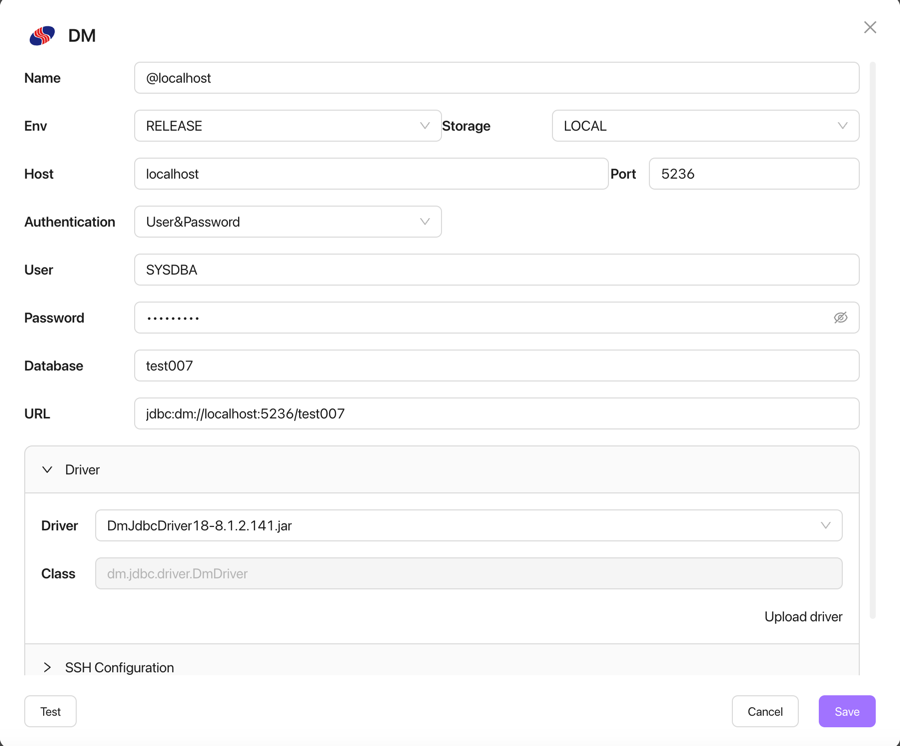 DM
Name @localhost
Env RELEASE Storage LOCAL
Host localhost Port 5236
Authentication User&Password
User SYSDBA
Password •••••••••
Database test007
URL jdbc:dm://localhost:5236/test007
Driver
Driver DmJdbcDriver18-8.1.2.141.jar
Class dm.jdbc.driver.DmDriver
Upload driver
SSH Configuration
Test Cancel Save